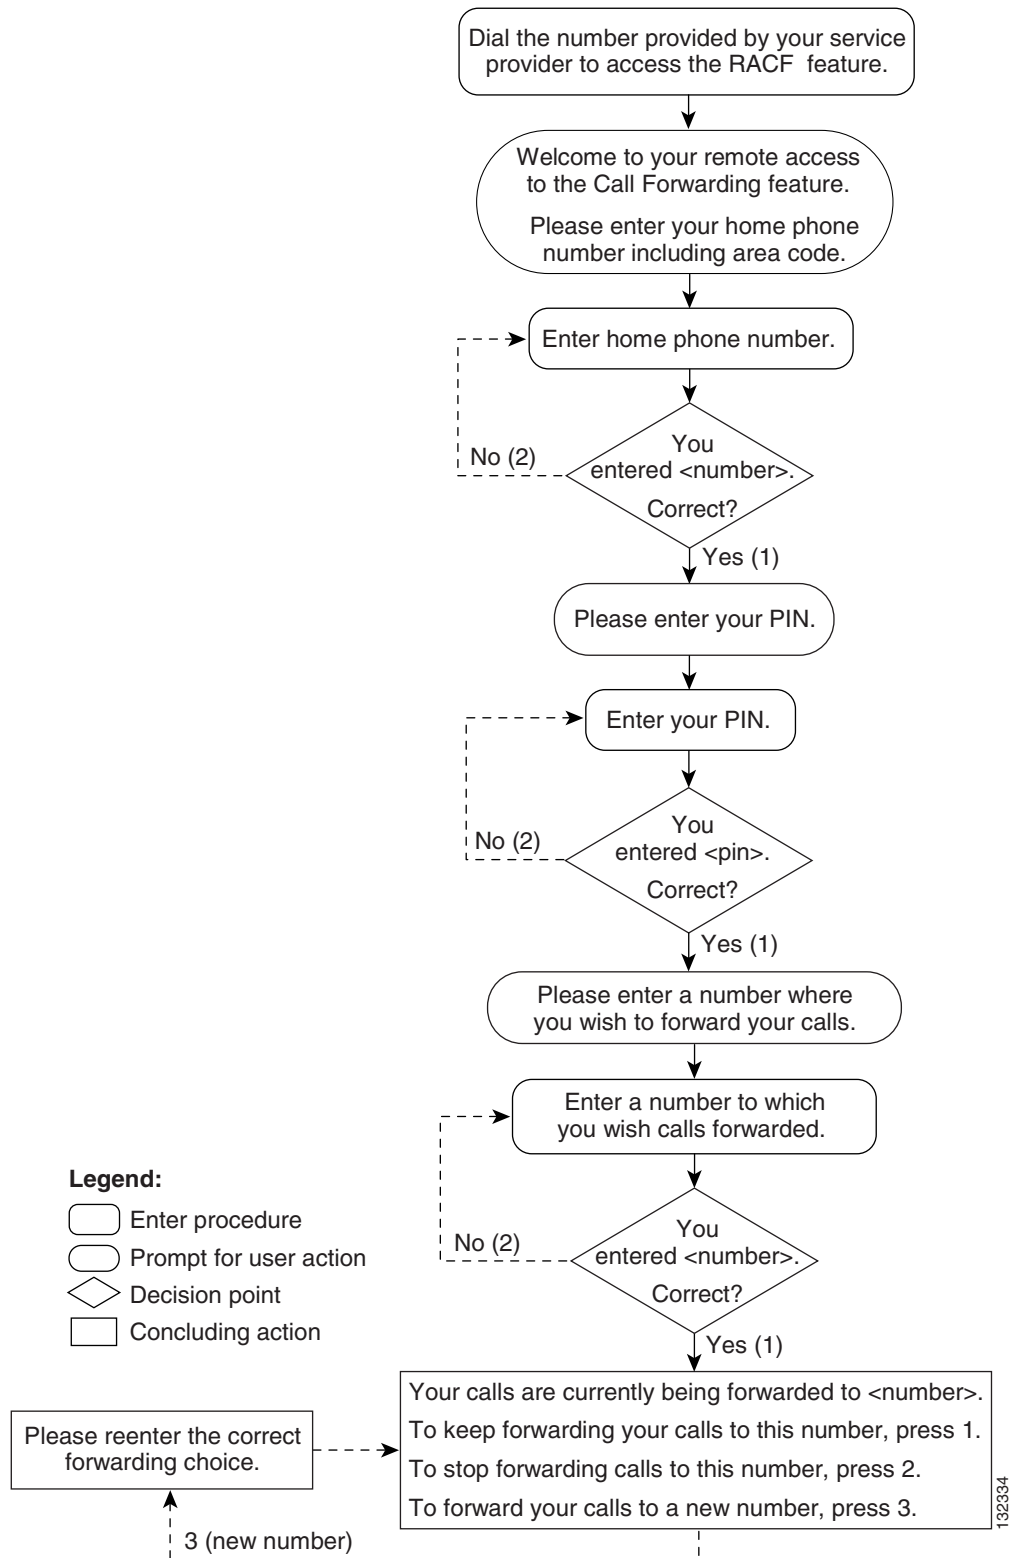 Dial the number provided by your service
provider to access the RACF feature.
Welcome to your remote access
to the Call Forwarding feature.
Please enter your home phone
number including area code.
Enter home phone number.
No (2)
You
entered <number>.
Correct?
Yes (1)
Please enter your PIN.
Enter your PIN.
No (2)
You
entered <pin>.
Correct?
Yes (1)
Please enter a number where
you wish to forward your calls.
Enter a number to which
you wish calls forwarded.
No (2)
You
entered <number>.
Correct?
Yes (1)
Legend:
Enter procedure
Prompt for user action
Decision point
Concluding action
Your calls are currently being forwarded to <number>.
To keep forwarding your calls to this number, press 1.
To stop forwarding calls to this number, press 2.
To forward your calls to a new number, press 3.
Please reenter the correct
forwarding choice.
3 (new number)
132334